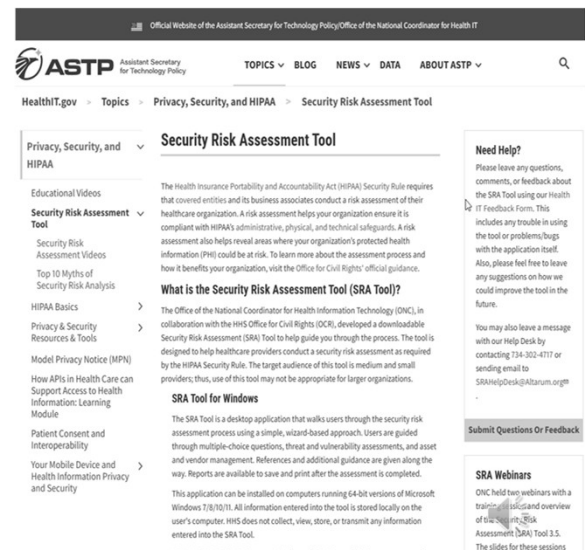 Official Website of the Assistant Secretary for Technology Policy/Office of the National Coordinator for Health IT
ASTP Assistant Secretary
for Technology Policy
TOPICS BLOG NEWS DATA ABOUT ASTP
HealthIT.gov > Topics > Privacy, Security, and HIPAA > Security Risk Assessment Tool
Privacy, Security, and
HIPAA
Educational Videos
Security Risk Assessment
Tool
Security Risk
Assessment Videos
Top 10 Myths of
Security Risk Analysis
HIPAA Basics
Privacy & Security
Resources & Tools
Model Privacy Notice (MPN)
How APIs in Health Care can
Support Access to Health
Information: Learning
Module
Patient Consent and
Interoperability
Your Mobile Device and
Health Information Privacy
and Security
Security Risk Assessment Tool
The Health Insurance Portability and Accountability Act (HIPAA) Security Rule requires
that covered entities and its business associates conduct a risk assessment of their
healthcare organization. A risk assessment helps your organization ensure it is
compliant with HIPAA's administrative, physical, and technical safeguards. A risk
assessment also helps reveal areas where your organization's protected health
information (PHI) could be at risk. To learn more about the assessment process and
how it benefits your organization, visit the Office for Civil Rights' official guidance.
What is the Security Risk Assessment Tool (SRA Tool)?
The Office of the National Coordinator for Health Information Technology (ONC), in
collaboration with the HHS Office for Civil Rights (OCR), developed a downloadable
Security Risk Assessment (SRA) Tool to help guide you through the process. The tool is
designed to help healthcare providers conduct a security risk assessment as required
by the HIPAA Security Rule. The target audience of this tool is medium and small
providers; thus, use of this tool may not be appropriate for larger organizations.
SRA Tool for Windows
The SRA Tool is a desktop application that walks users through the security risk
assessment process using a simple, wizard-based approach. Users are guided
through multiple-choice questions, threat and vulnerability assessments, and asset
and vendor management. References and additional guidance are given along the
way. Reports are available to save and print after the assessment is completed.
This application can be installed on computers running 64-bit versions of Microsoft
Windows 7/8/10/11. All information entered into the tool is stored locally on the
user's computer. HHS does not collect, view, store, or transmit any information
entered into the SRA Tool.
Need Help?
Please leave any questions,
comments, or feedback about
the SRA Tool using our Health
IT Feedback Form. This
includes any trouble in using
the tool or problems/bugs
with the application itself.
Also, please feel free to leave
any suggestions on how we
could improve the tool in the
future.
You may also leave a message
with our Help Desk by
contacting 734-302-4717 or
sending email to
SRAHelpDesk@Altarum.org
.
Submit Questions Or Feedback
SRA Webinars
ONC held two webinars with a
training session and overview
of the Security Risk
Assessment (SRA) Tool 3.5.
The slides for these sessions